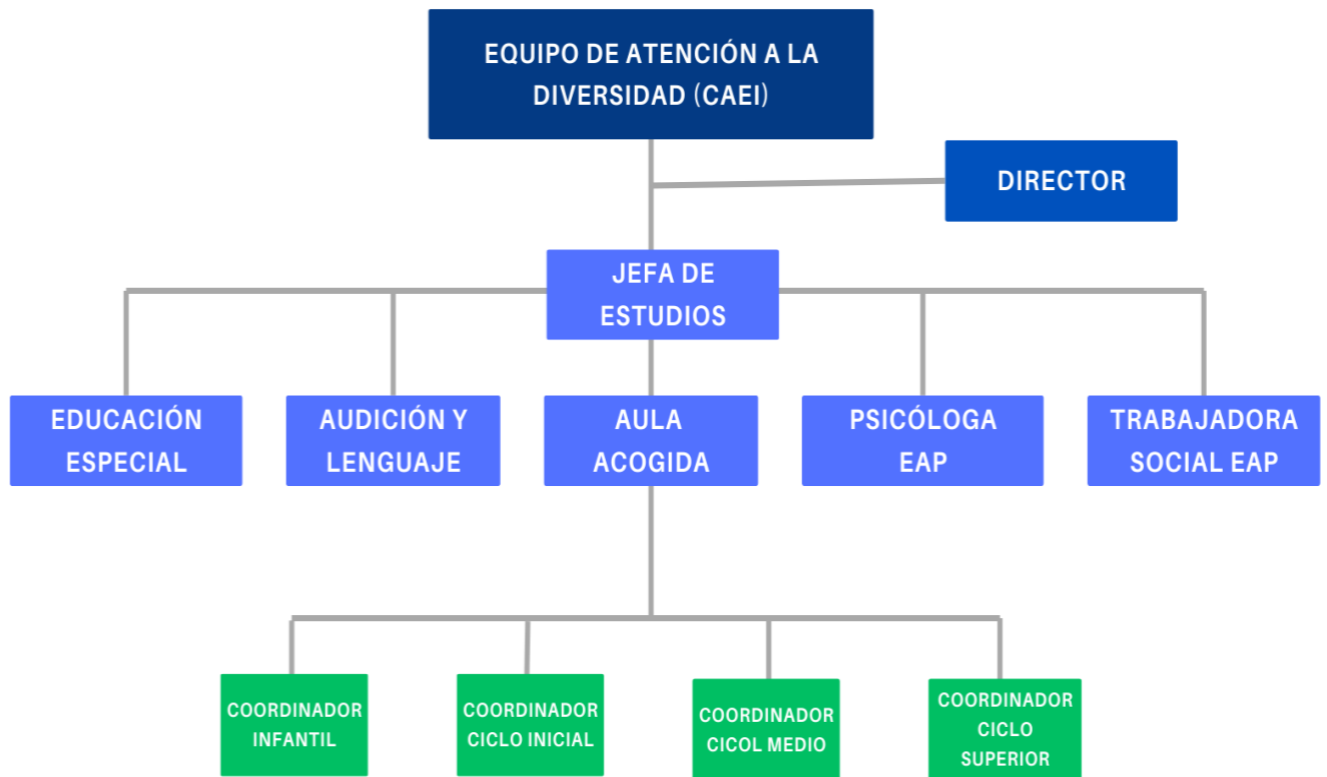 EQUIPO DE ATENCIÓN A LA
DIVERSIDAD (CAEI)
DIRECTOR
JEFA DE
ESTUDIOS
EDUCACIÓN
ESPECIAL
AUDICIÓN Y
LENGUAJE
AULA
ACOGIDA
PSICÓLOGA
EAP
TRABAJADORA
SOCIAL EAP
COORDINADOR
INFANTIL
COORDINADOR
CICLO INICIAL
COORDINADOR
CICOL MEDIO
COORDINADOR
CICLO
SUPERIOR